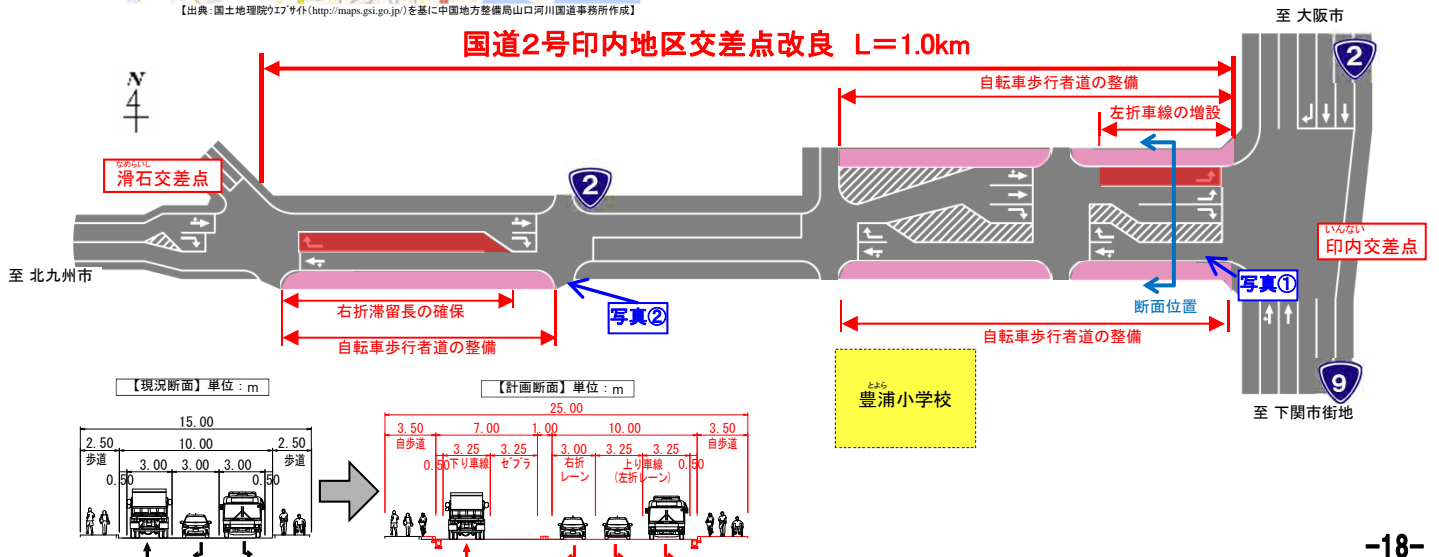 【出典:国土地理院ウエブサイト(http://maps.gsi.go.jp/)を基に中国地方整備局山口河川国道事務所作成】
至 大阪市
国道2号印内地区交差点改良 L=1.0km
2
N
自転車歩行者道の整備
左折車線の増設
なめらいし
滑石交差点
2
いんない
印内交差点
至 北九州市
写真①
断面位置
右折滞留長の確保
写真②
自転車歩行者道の整備
自転車歩行者道の整備
とよら
豊浦小学校
9
至 下関市街地
【現況断面】単位:m
15.00
2.50 10.00 2.50
歩道 3.00 3.00 3.00 歩道
0.50 0.50
【計画断面】単位:m
25.00
3.50 7.00 1.00 10.00 3.50
自歩道 3.25 3.25 3.00 3.25 3.25 自歩道
0.50 下り車線 ゼブラ 右折レーン 上り車線 0.50
(左折レーン)
-18-